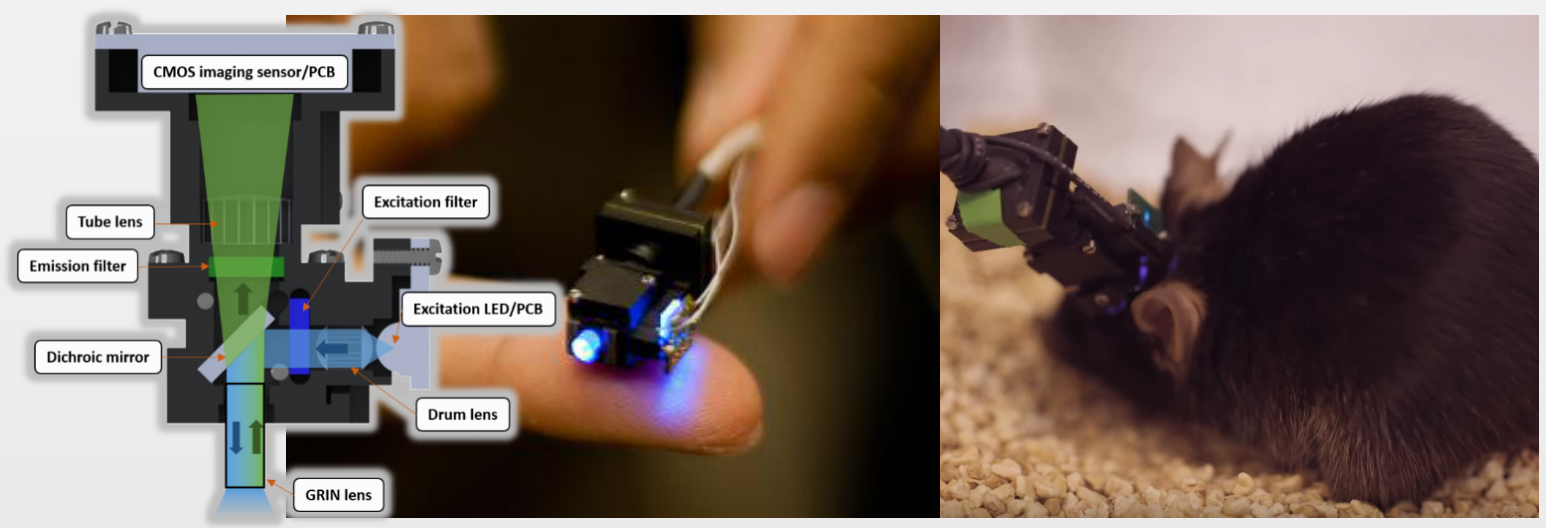 CMOS imaging sensor/PCB
Excitation filter
Tube lens
Emission filter
Excitation LED/PCB
Dichroic mirror
Drum lens
GRIN lens